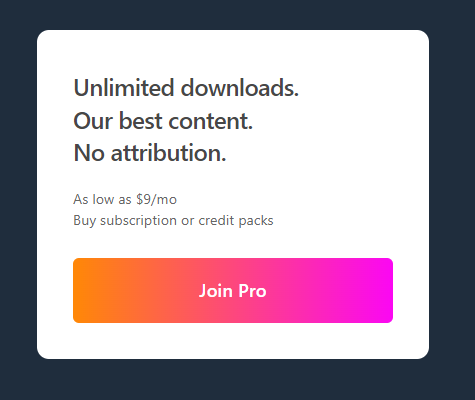 Unlimited downloads.
Our best content.
No attribution.
As low as $9/mo
Buy subscription or credit packs
Join Pro